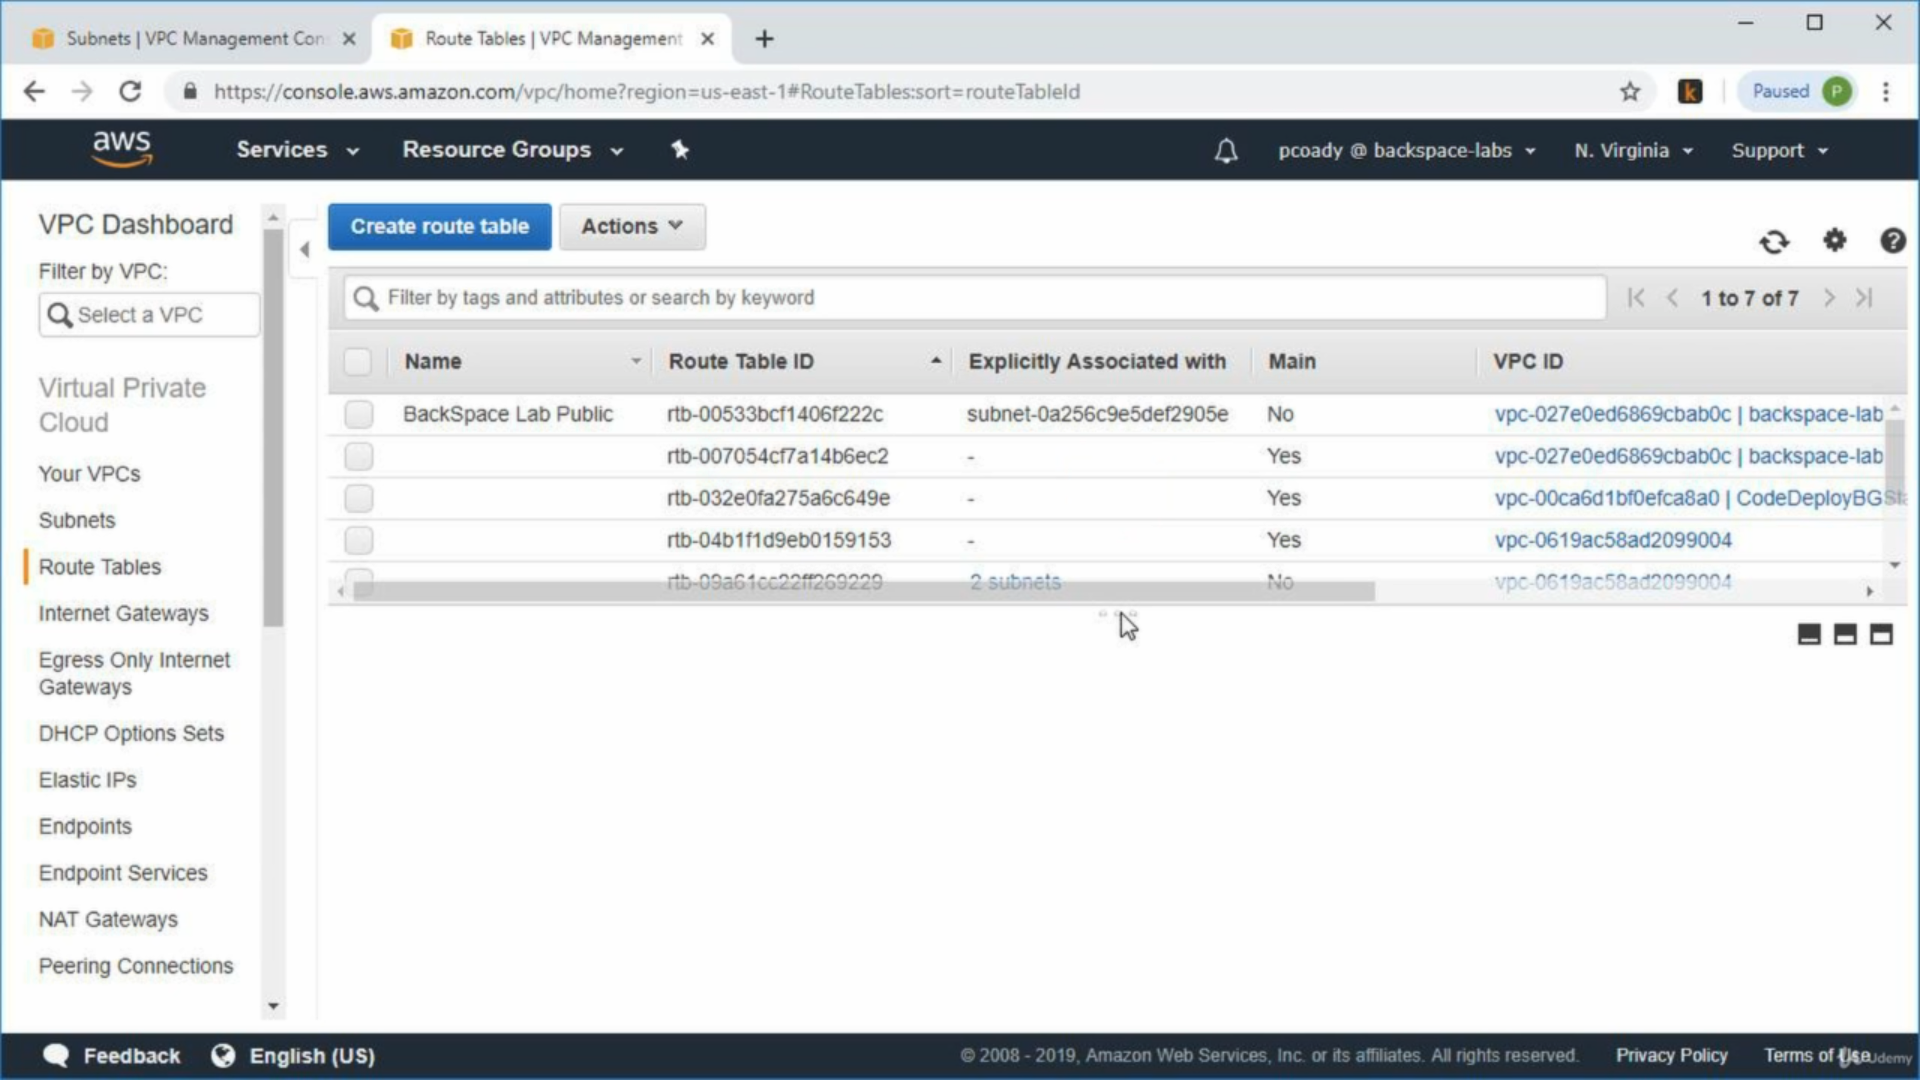 Subnets | VPC Management Con
Route Tables | VPC Management
https://console.aws.amazon.com/vpc/home?region=us-east-1#RouteTables:sort=routeTableId
k
Paused P
aws
Services
Resource Groups
pcoady @ backspace-labs
N. Virginia
Support
VPC Dashboard
Filter by VPC:
Select a VPC
Virtual Private
Cloud
Your VPCs
Subnets
Route Tables
Internet Gateways
Egress Only Internet
Gateways
DHCP Options Sets
Elastic IPs
Endpoints
Endpoint Services
NAT Gateways
Peering Connections
Create route table
Actions
Filter by tags and attributes or search by keyword
1 to 7 of 7
Name Route Table ID Explicitly Associated with Main VPC ID
BackSpace Lab Public rtb-00533bcf1406f222c subnet-0a256c9e5def2905e No vpc-027e0ed6869cbab0c | backspace-lab
rtb-007054cf7a14b6ec2 - Yes vpc-027e0ed6869cbab0c | backspace-lab
rtb-032e0fa275a6c649e - Yes vpc-00ca6d1bf0efca8a0 | CodeDeployBGSta
rtb-04b1f1d9eb0159153 - Yes vpc-0619ac58ad2099004
rtb-09a61cc22ff269229 2 subnets No vpc-0619ac58ad2099004
Feedback
English (US)
© 2008 - 2019, Amazon Web Services, Inc. or its affiliates. All rights reserved.
Privacy Policy
Terms of Use
Udemy